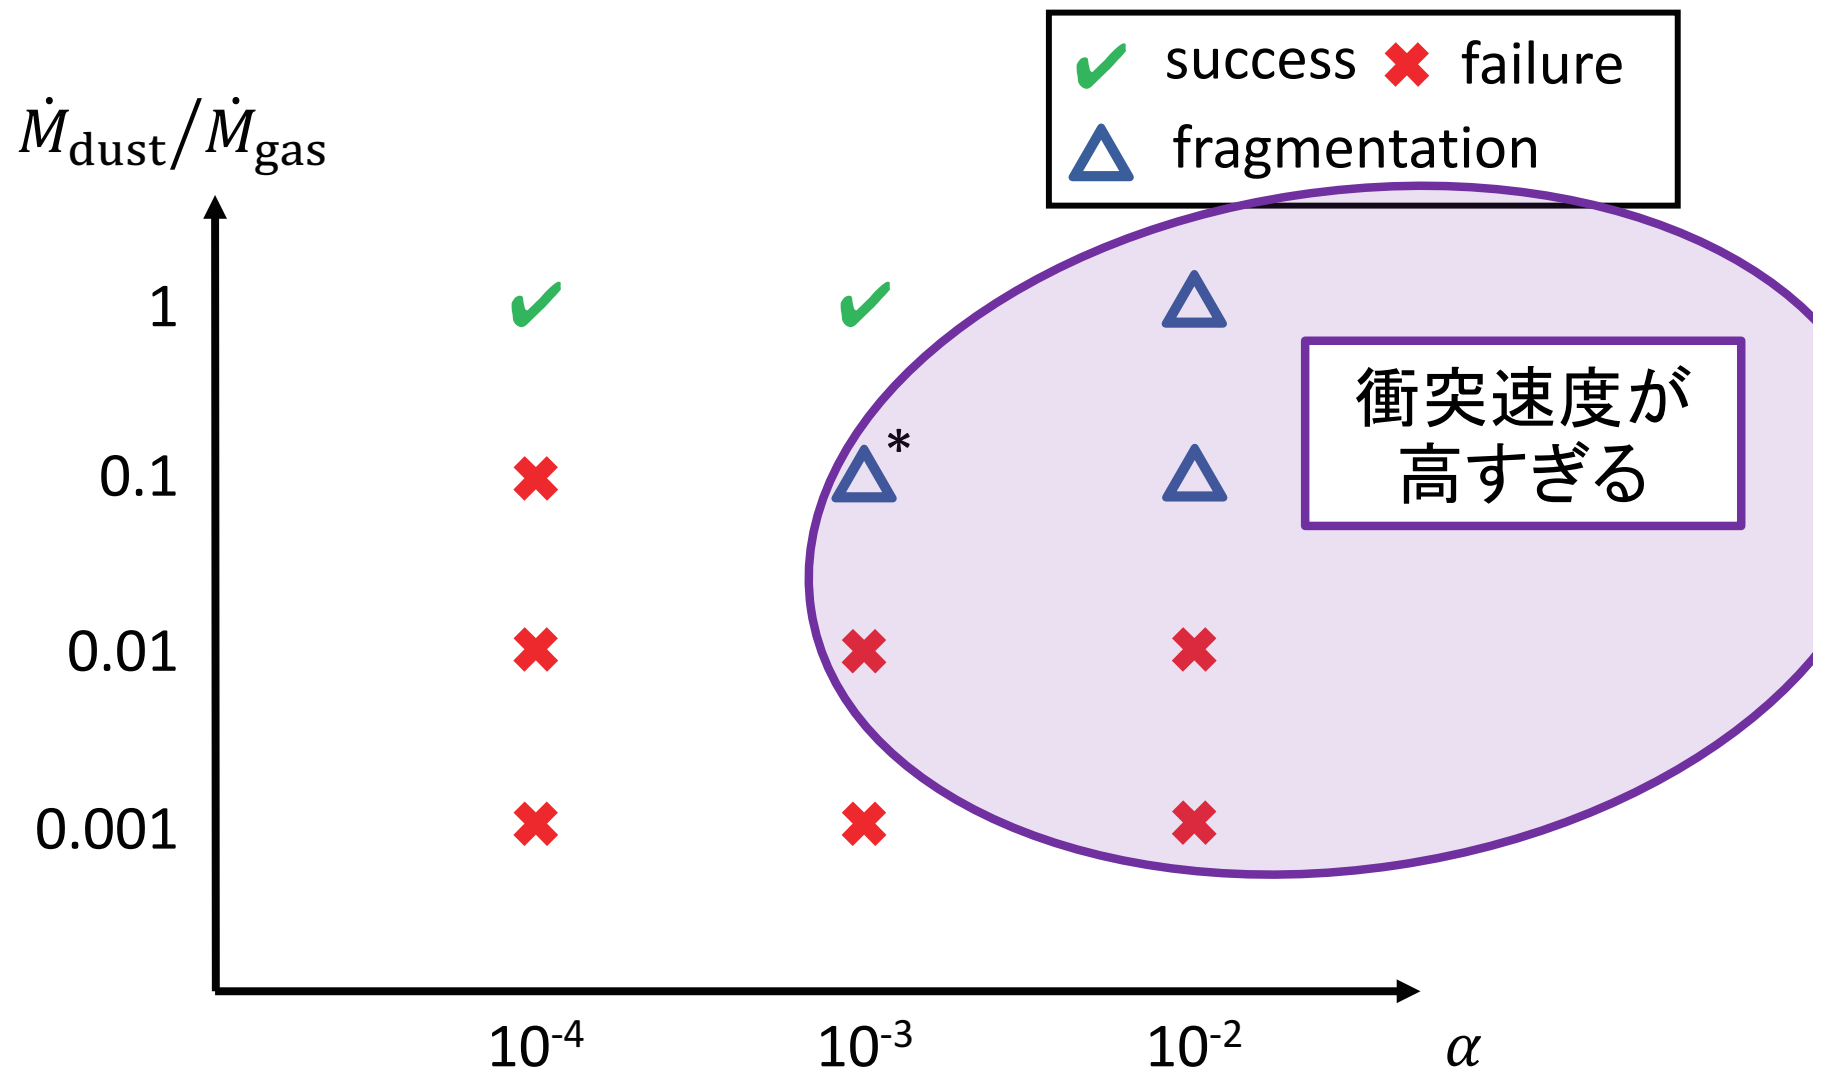 ✔ success ✖ failure
△ fragmentation
Ṁdust/Ṁgas
1
衝突速度が
高すぎる
*
0.1
0.01
0.001
10-4 10-3 10-2 α